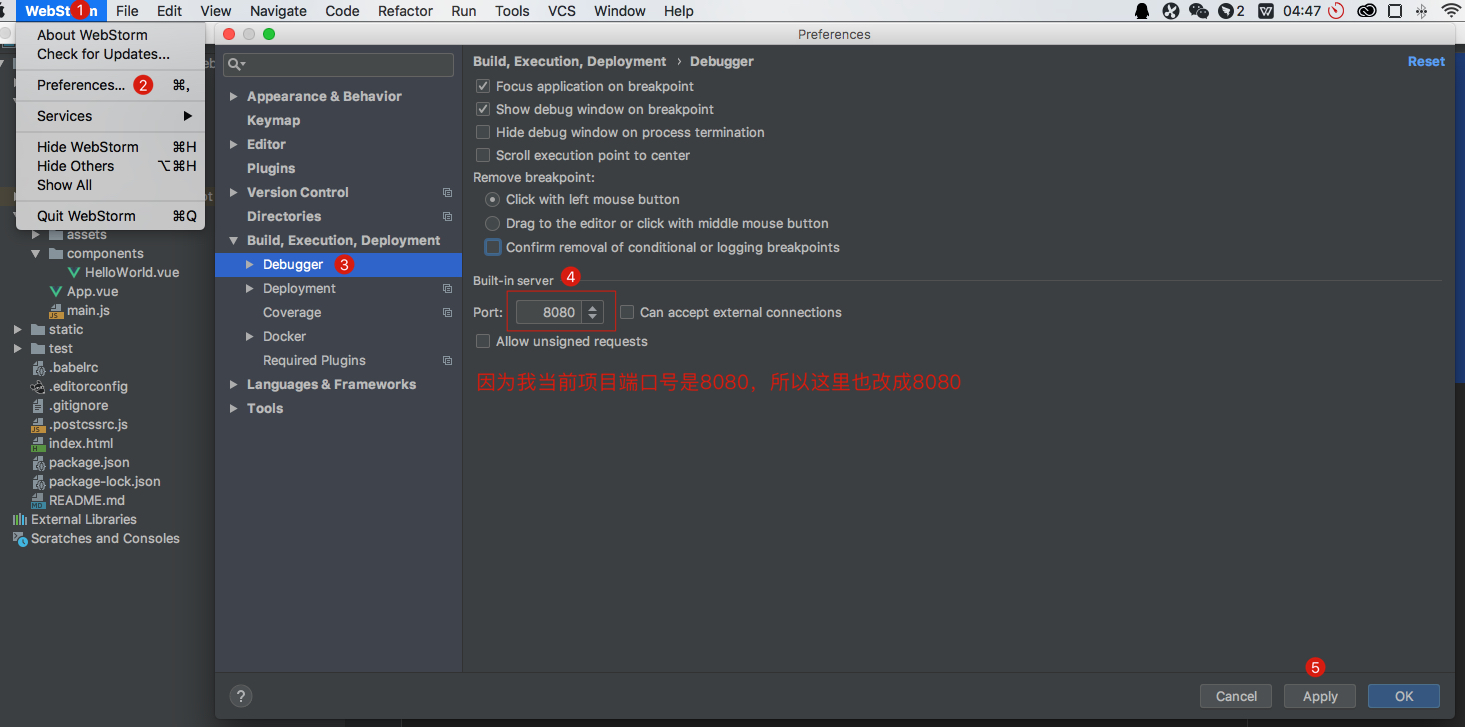 WebStorm 1 File Edit View Navigate Code Refactor Run Tools VCS Window Help 2 04:47
About WebStorm
Check for Updates...
Preferences... 2 ⌘,
Services ▶
Hide WebStorm ⌘H
Hide Others ⌥⌘H
Show All
Quit WebStorm ⌘Q
assets
components
HelloWorld.vue
App.vue
main.js
static
test
.babelrc
.editorconfig
.gitignore
.postcssrc.js
index.html
package.json
package-lock.json
README.md
External Libraries
Scratches and Consoles
Preferences
Appearance & Behavior
Keymap
Editor
Plugins
Version Control
Directories
Build, Execution, Deployment
Debugger 3
Deployment
Coverage
Docker
Required Plugins
Languages & Frameworks
Tools
Build, Execution, Deployment › Debugger Reset
Focus application on breakpoint
Show debug window on breakpoint
Hide debug window on process termination
Scroll execution point to center
Remove breakpoint:
Click with left mouse button
Drag to the editor or click with middle mouse button
Confirm removal of conditional or logging breakpoints
Built-in server 4
Port: 8080 Can accept external connections
Allow unsigned requests
因为我当前项目端口号是8080，所以这里也改成8080
5
? Cancel Apply OK